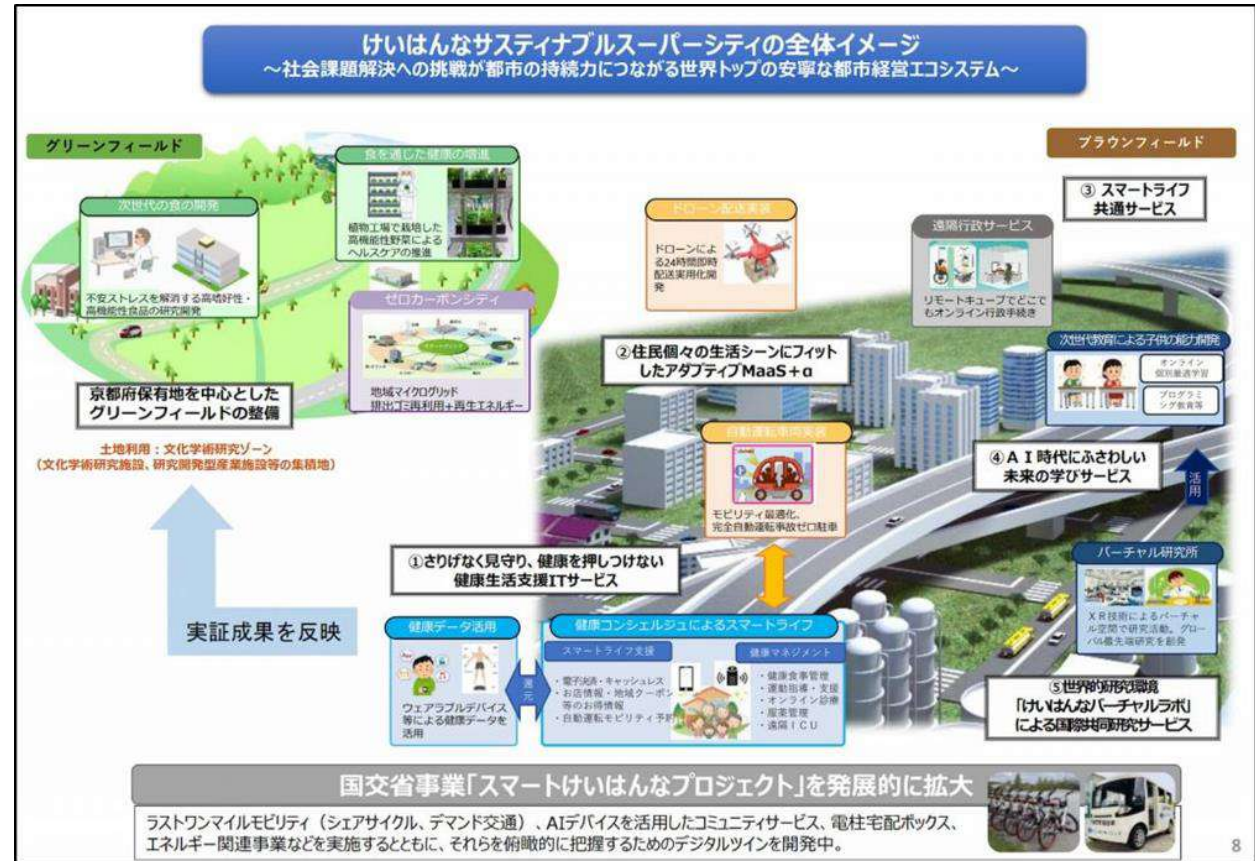 けいはんなサスティナブルスーパーシティの全体イメージ
～社会課題解決への挑戦が都市の持続力につながる世界トップの安寧な都市経営エコシステム～
グリーンフィールド
ブラウンフィールド
食を通じた健康の増進
植物工場で栽培した
高機能性野菜による
ヘルスケアの推進
次世代の食の開発
不安ストレスを解消する高嗜好性・
高機能性食品の研究開発
ゼロカーボンシティ
地域マイクログリッド
排出ゴミ再利用＋再生エネルギー
京都府保有地を中心とした
グリーンフィールドの整備
土地利用：文化学術研究ゾーン
（文化学術研究施設、研究開発型産業施設等の集積地）
実証成果を反映
ドローン配送実装
ドローンによ
る24時間即時
配送実用化開
発
③ スマートライフ
共通サービス
遠隔行政サービス
リモートキューブでどこで
もオンライン行政手続き
②住民個々の生活シーンにフィット
したアダプティブMaaS＋α
次世代教育による子供の能力開発
オンライン
個別最適学習
プログラミ
ング教育等
自動運転車両実装
モビリティ最適化、
完全自動運転事故ゼロ駐車
④ＡＩ時代にふさわしい
未来の学びサービス
活用
①さりげなく見守り、健康を押しつけない
健康生活支援ITサービス
バーチャル研究所
ＸＲ技術によるバーチャ
ル空間で研究活動。グロー
バル最先端研究を創発
健康データ活用
ウェアラブルデバイス
等による健康データを
活用
還元
健康コンシェルジュによるスマートライフ
スマートライフ支援
・電子決済・キャッシュレス
・お店情報・地域クーポン
等のお得情報
・自動運転モビリティ予約
健康マネジメント
・健康食事管理
・運動指導・支援
・オンライン診療
・服薬管理
・遠隔ＩＣＵ
⑤世界的研究環境
「けいはんなバーチャルラボ」
による国際共同研究サービス
国交省事業「スマートけいはんなプロジェクト」を発展的に拡大
ラストワンマイルモビリティ（シェアサイクル、デマンド交通）、AIデバイスを活用したコミュニティサービス、電柱宅配ボックス、
エネルギー関連事業などを実施するとともに、それらを俯瞰的に把握するためのデジタルツインを開発中。
8